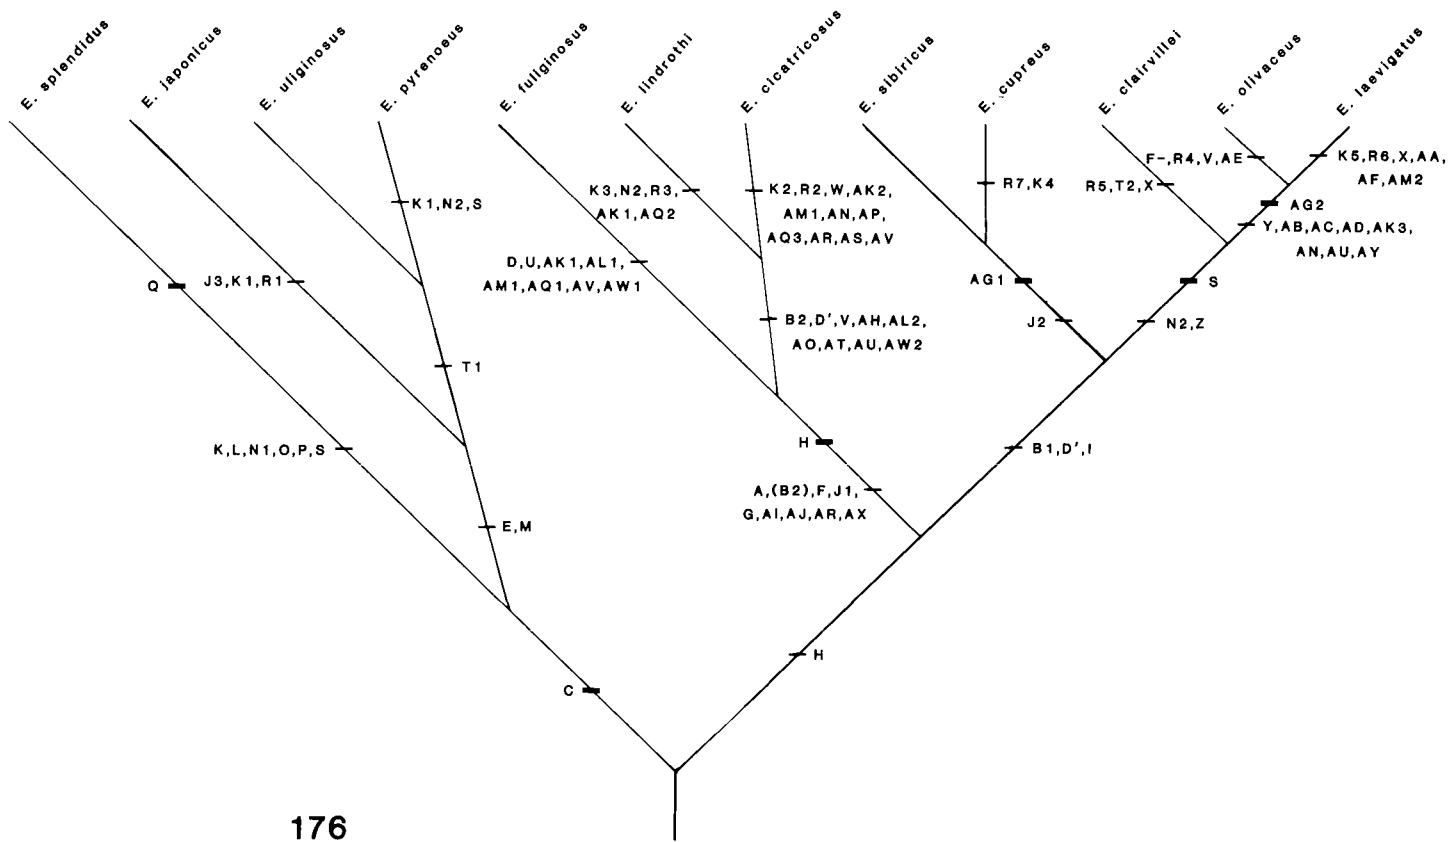 E. splendidus
E. japonicus
E. uliginosus
E. pyrenoeus
E. fuliginosus
E. lindrothi
E. cicatricosus
E. sibiricus
E. cupreus
E. clairvillei
E. olivaceus
E. laevigatus
F-,R4,V,AE
K5,R6,X,AA,
AF,AM2
K3,N2,R3,
AK1,AQ2
K2,R2,W,AK2,
AM1,AN,AP,
AQ3,AR,AS,AV
R7,K4
R5,T2,X
K1,N2,S
AG2
Y,AB,AC,AD,AK3,
AN,AU,AY
D,U,AK1,AL1,
AM1,AQ1,AV,AW1
Q
J3,K1,R1
AG1
S
B2,D',V,AH,AL2,
AO,AT,AU,AW2
J2
N2,Z
T1
K,L,N1,O,P,S
H
B1,D',I
A,(B2),F,J1,
G,AI,AJ,AR,AX
E,M
H
C
176